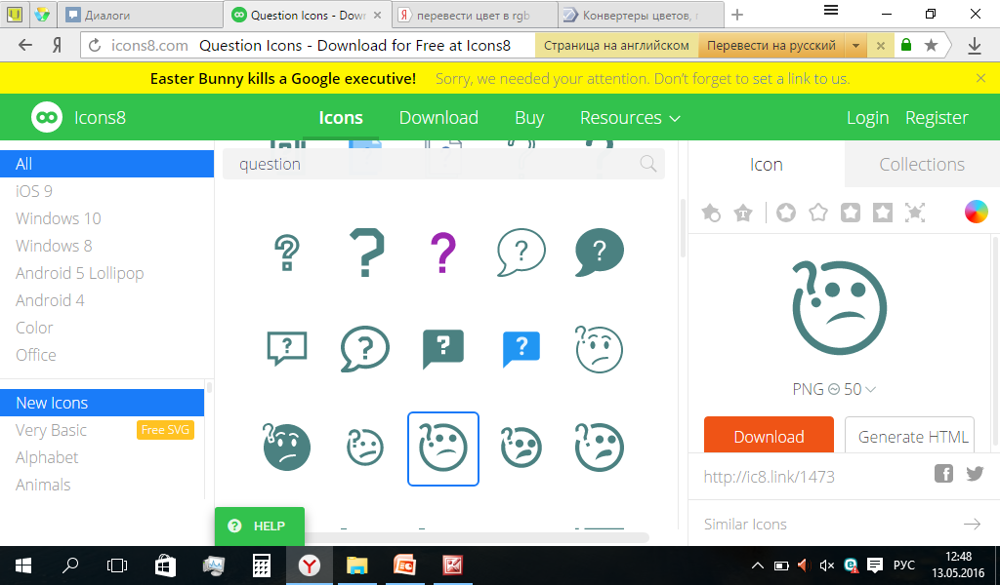 Диалоги
Question Icons - Dow
перевести цвет в rgb
Конвертеры цветов,
icons8.com Question Icons - Download for Free at Icons8
Страница на английском
Перевести на русский
Easter Bunny kills a Google executive! Sorry, we needed your attention. Don't forget to set a link to us.
Icons8
Icons Download Buy Resources
Login Register
All
iOS 9
Windows 10
Windows 8
Android 5 Lollipop
Android 4
Color
Office
New Icons
Very Basic Free SVG
Alphabet
Animals
question
HELP
Icon Collections
PNG 50
Download Generate HTML
http://ic8.link/1473
Similar Icons
РУС
12:48
13.05.2016